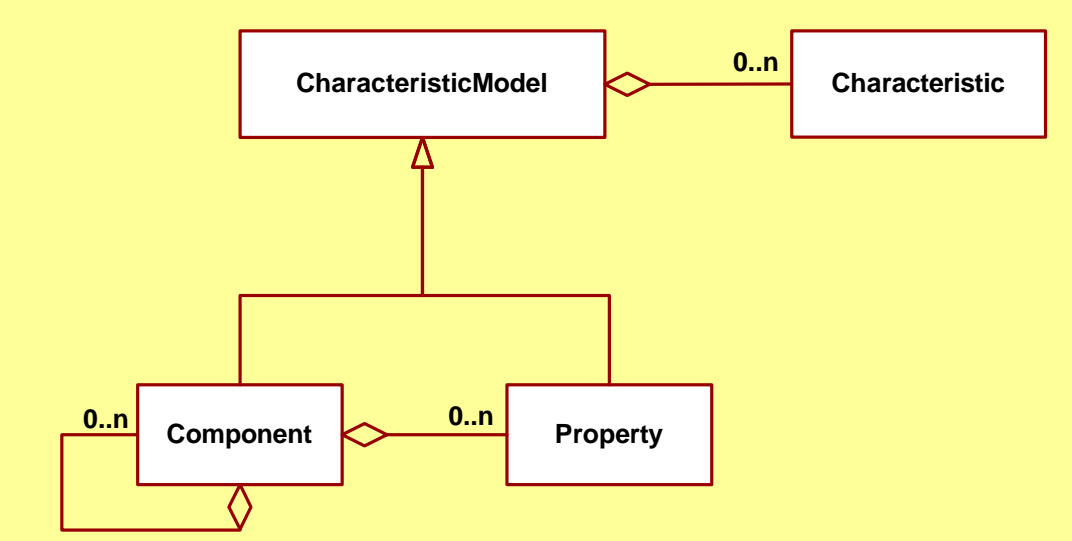 CharacteristicModel
0..n
Characteristic
0..n
Component
0..n
Property